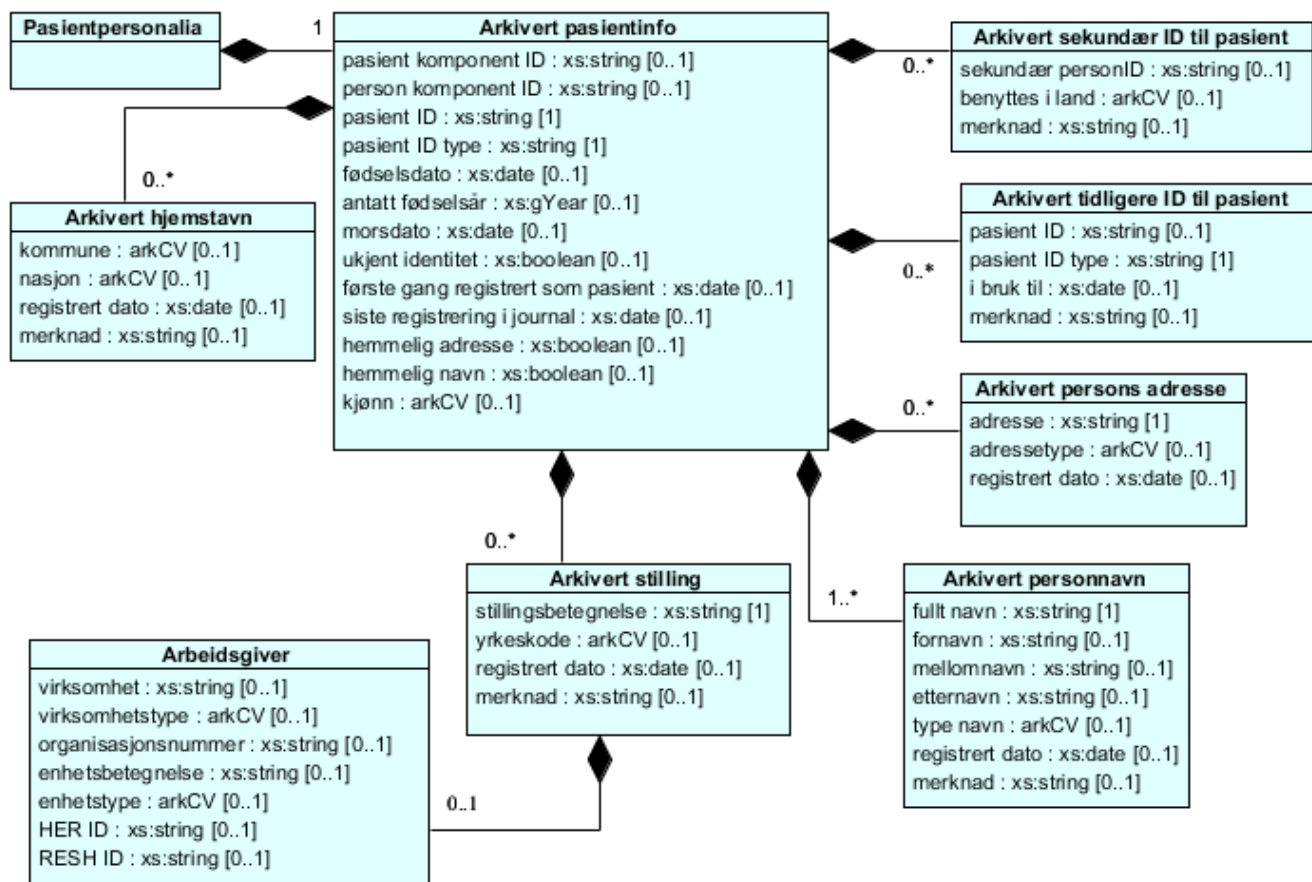 Pasientpersonalia
1
Arkivert pasientinfo
pasient komponent ID : xs:string [0..1]
person komponent ID : xs:string [0..1]
pasient ID : xs:string [1]
pasient ID type : xs:string [1]
fødselsdato : xs:date [0..1]
antatt fødselsår : xs:gYear [0..1]
morsdato : xs:date [0..1]
ukjent identitet : xs:boolean [0..1]
første gang registrert som pasient : xs:date [0..1]
siste registrering i journal : xs:date [0..1]
hemmelig adresse : xs:boolean [0..1]
hemmelig navn : xs:boolean [0..1]
kjønn : arkCV [0..1]
0..*
Arkivert sekundær ID til pasient
sekundær personID : xs:string [0..1]
benyttes i land : arkCV [0..1]
merknad : xs:string [0..1]
0..*
Arkivert hjemstavn
kommune : arkCV [0..1]
nasjon : arkCV [0..1]
registrert dato : xs:date [0..1]
merknad : xs:string [0..1]
0..*
Arkivert tidligere ID til pasient
pasient ID : xs:string [0..1]
pasient ID type : xs:string [1]
i bruk til : xs:date [0..1]
merknad : xs:string [0..1]
0..*
Arkivert persons adresse
adresse : xs:string [1]
adressetype : arkCV [0..1]
registrert dato : xs:date [0..1]
0..*
Arkivert stilling
stillingsbetegnelse : xs:string [1]
yrkeskode : arkCV [0..1]
registrert dato : xs:date [0..1]
merknad : xs:string [0..1]
1..*
Arkivert personnavn
fullt navn : xs:string [1]
fornavn : xs:string [0..1]
mellomnavn : xs:string [0..1]
etternavn : xs:string [0..1]
type navn : arkCV [0..1]
registrert dato : xs:date [0..1]
merknad : xs:string [0..1]
Arbeidsgiver
virksomhet : xs:string [0..1]
virksomhetstype : arkCV [0..1]
organisasjonsnummer : xs:string [0..1]
enhetsbetegnelse : xs:string [0..1]
enhetstype : arkCV [0..1]
HER ID : xs:string [0..1]
RESH ID : xs:string [0..1]
0..1